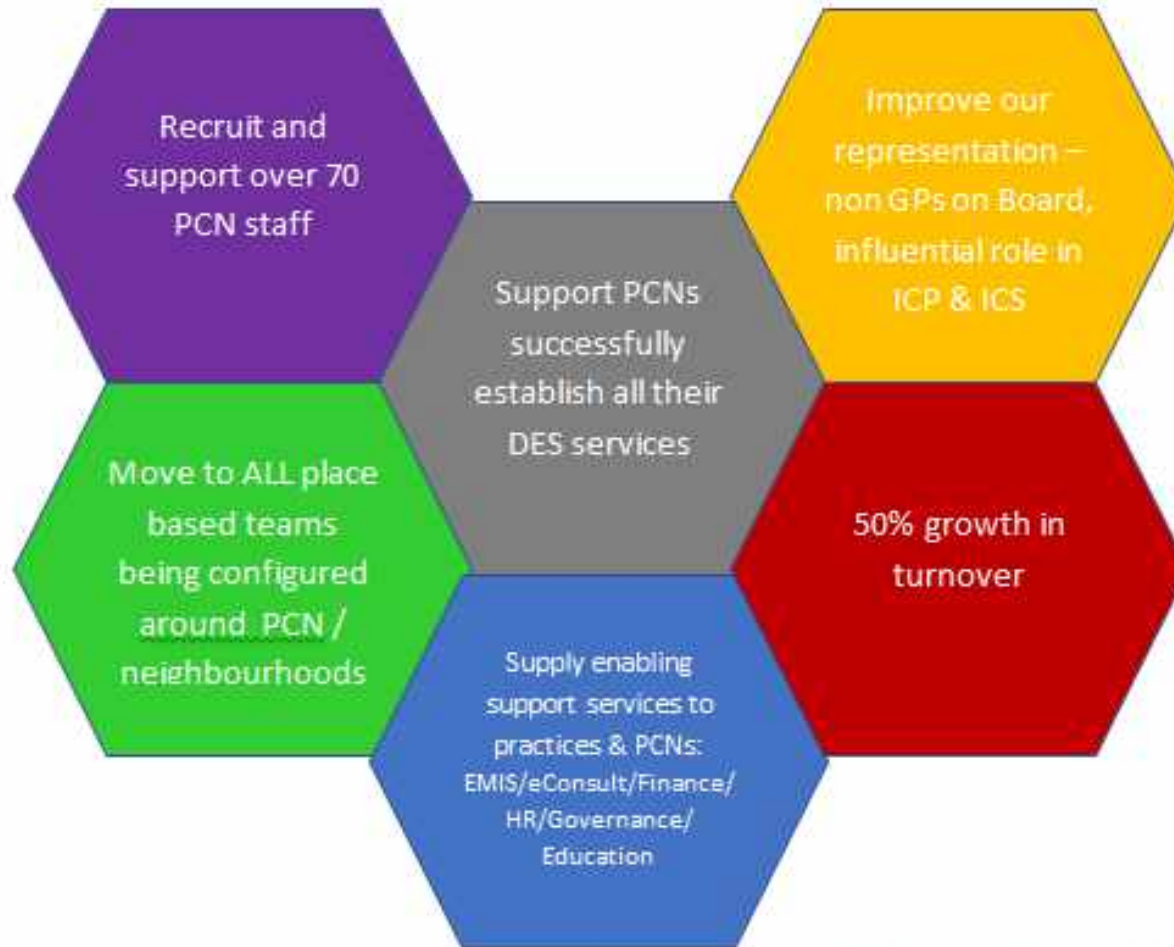 Recruit and
support over 70
PCN staff
Improve our
representation –
non GPs on Board,
influential role in
ICP & ICS
Support PCNs
successfully
establish all their
DES services
Move to ALL place
based teams
being configured
around PCN /
neighbourhoods
50% growth in
turnover
Supply enabling
support services to
practices & PCNs:
EMIS/eConsult/Finance/
HR/Governance/
Education